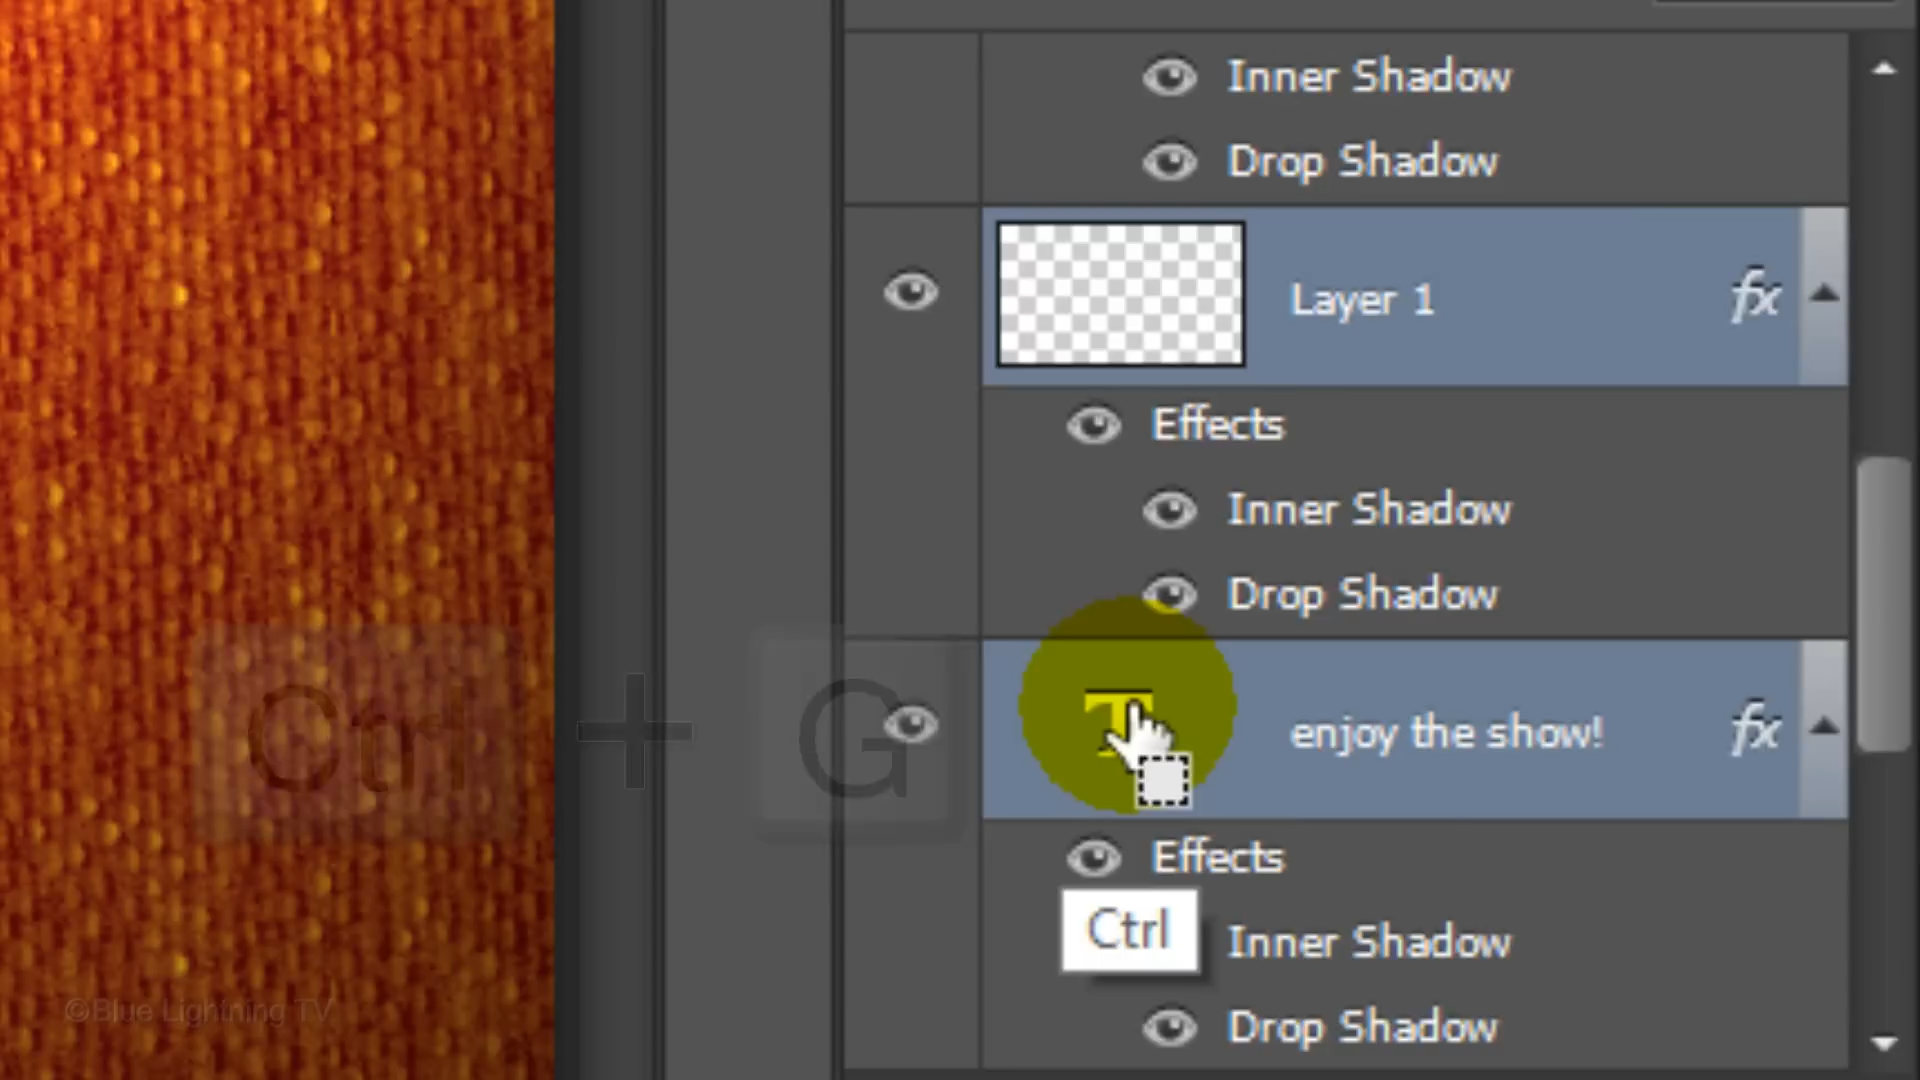 Inner Shadow
Drop Shadow
Layer 1 fx
Effects
Inner Shadow
Drop Shadow
Ctrl + G
T enjoy the show! fx
Effects
Ctrl
Inner Shadow
Drop Shadow
©Blue Lightning TV